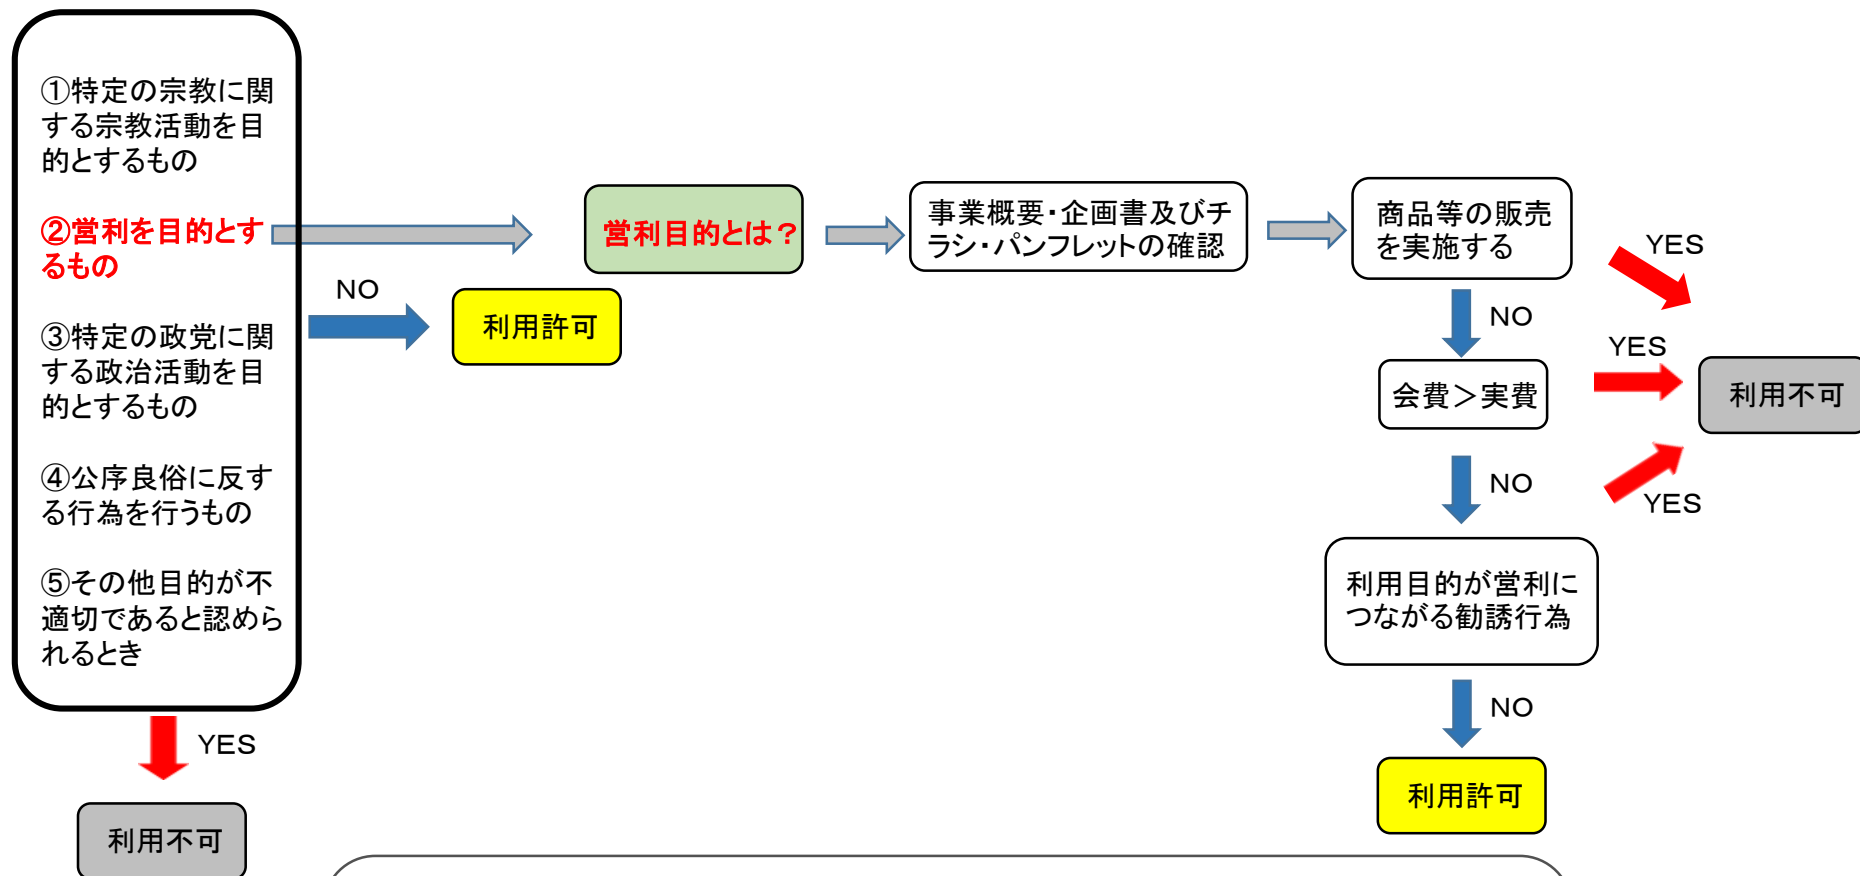 ①特定の宗教に関
する宗教活動を目
的とするもの
②営利を目的とす
るもの
③特定の政党に関
する政治活動を目
的とするもの
④公序良俗に反す
る行為を行うもの
⑤その他目的が不
適切であると認めら
れるとき
YES
利用不可
NO
利用許可
営利目的とは？
事業概要・企画書及びチ
ラシ・パンフレットの確認
商品等の販売
を実施する
YES
NO
会費＞実費
YES
利用不可
NO
YES
利用目的が営利に
つながる勧誘行為
NO
利用許可